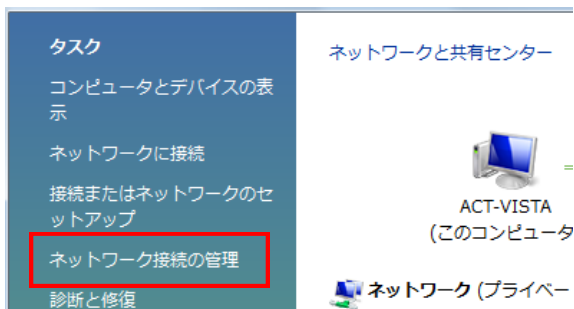 タスク
コンピュータとデバイスの表
示
ネットワークに接続
接続またはネットワークのセ
ットアップ
ネットワーク接続の管理
診断と修復
ネットワークと共有センター
ACT-VISTA
(このコンピュータ
ネットワーク (プライベー